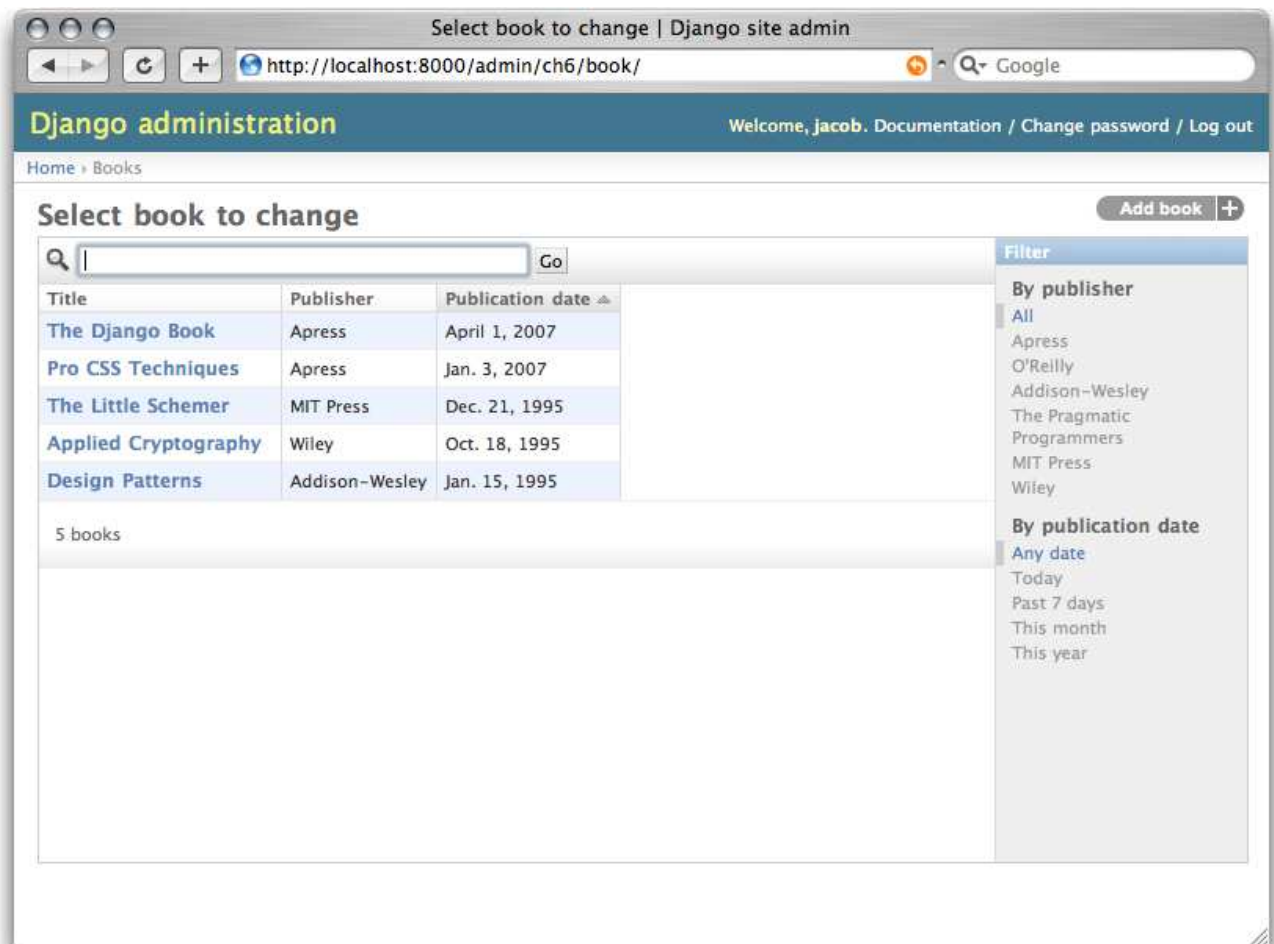 Select book to change | Django site admin
http://localhost:8000/admin/ch6/book/
Google
Django administration
Welcome, jacob. Documentation / Change password / Log out
Home › Books
Select book to change
Add book +
Go
Title Publisher Publication date
The Django Book Apress April 1, 2007
Pro CSS Techniques Apress Jan. 3, 2007
The Little Schemer MIT Press Dec. 21, 1995
Applied Cryptography Wiley Oct. 18, 1995
Design Patterns Addison-Wesley Jan. 15, 1995
5 books
Filter
By publisher
All
Apress
O'Reilly
Addison-Wesley
The Pragmatic
Programmers
MIT Press
Wiley
By publication date
Any date
Today
Past 7 days
This month
This year